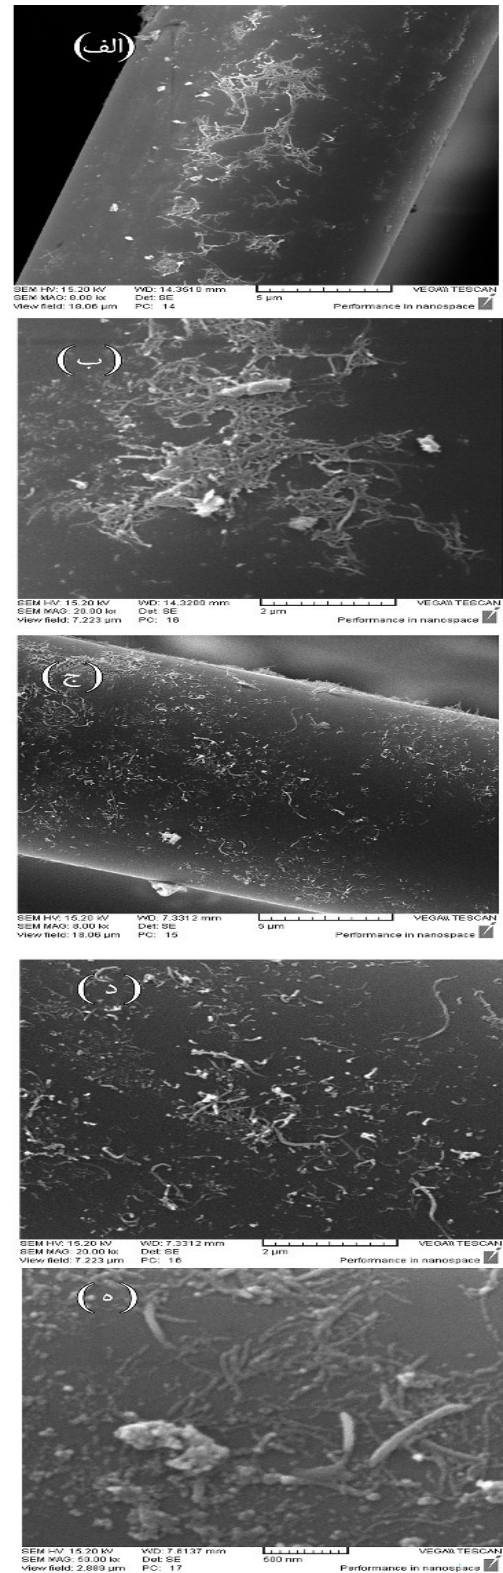 (الف)
SEM HV: 15.20 kV WD: 14.3510 mm VEGA\\ TESCAN
SEM MAG: 8.00 kx Det: SE 5 µm
View field: 18.06 µm PC: 14 Performance in nanospace
(ب)
SEM HV: 15.20 kV WD: 14.3200 mm VEGA\\ TESCAN
SEM MAG: 20.00 kx Det: SE 2 µm
View field: 7.223 µm PC: 16 Performance in nanospace
(ج)
SEM HV: 15.20 kV WD: 7.3312 mm VEGA\\ TESCAN
SEM MAG: 8.00 kx Det: SE 5 µm
View field: 18.06 µm PC: 15 Performance in nanospace
(د)
SEM HV: 15.20 kV WD: 7.3312 mm VEGA\\ TESCAN
SEM MAG: 20.00 kx Det: SE 2 µm
View field: 7.223 µm PC: 16 Performance in nanospace
(ه)
SEM HV: 15.20 kV WD: 7.6137 mm VEGA\\ TESCAN
SEM MAG: 50.00 kx Det: SE 500 nm
View field: 2.889 µm PC: 17 Performance in nanospace